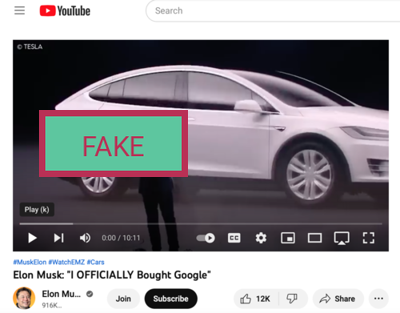 YouTube
Search
© TESLA
FAKE
Play (k)
0:00 / 10:11
CC
#MuskElon #WatchEMZ #Cars
Elon Musk: "I OFFICIALLY Bought Google"
Elon Mu...
916K...
Join
Subscribe
12K
Share